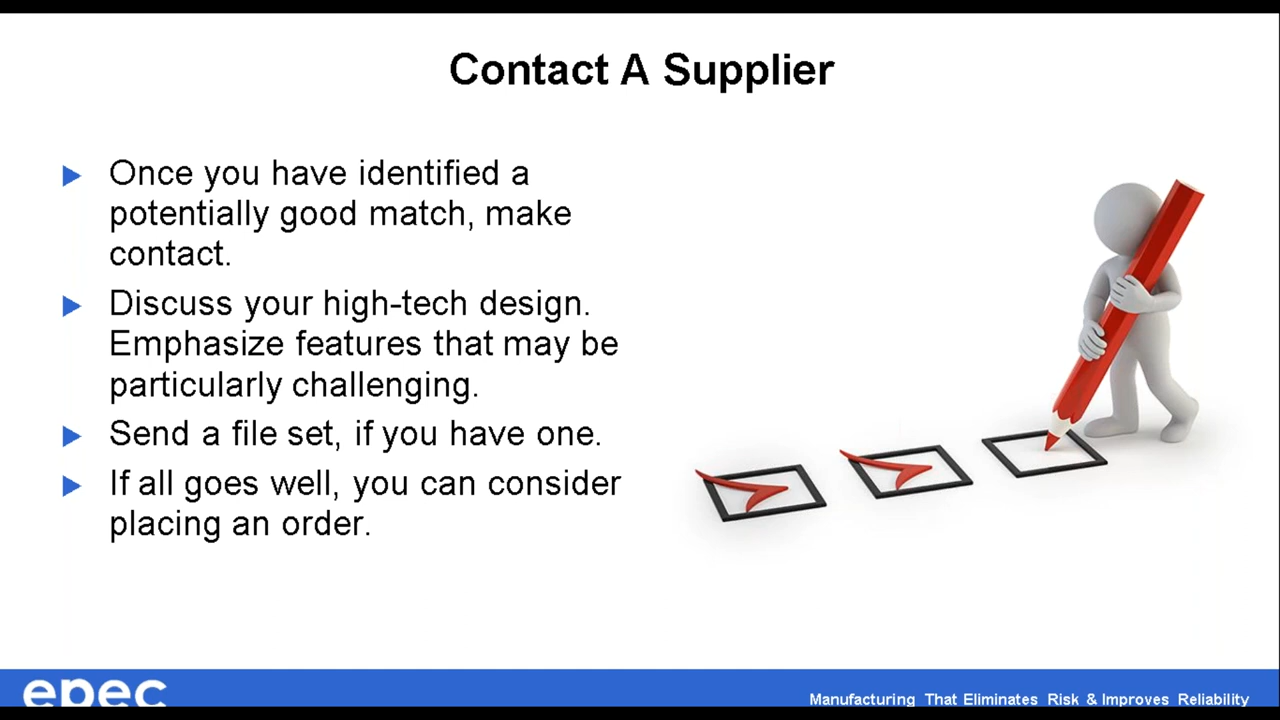 Contact A Supplier
Once you have identified a
potentially good match, make
contact.
Discuss your high-tech design.
Emphasize features that may be
particularly challenging.
Send a file set, if you have one.
If all goes well, you can consider
placing an order.
epec
Manufacturing That Eliminates Risk & Improves Reliability